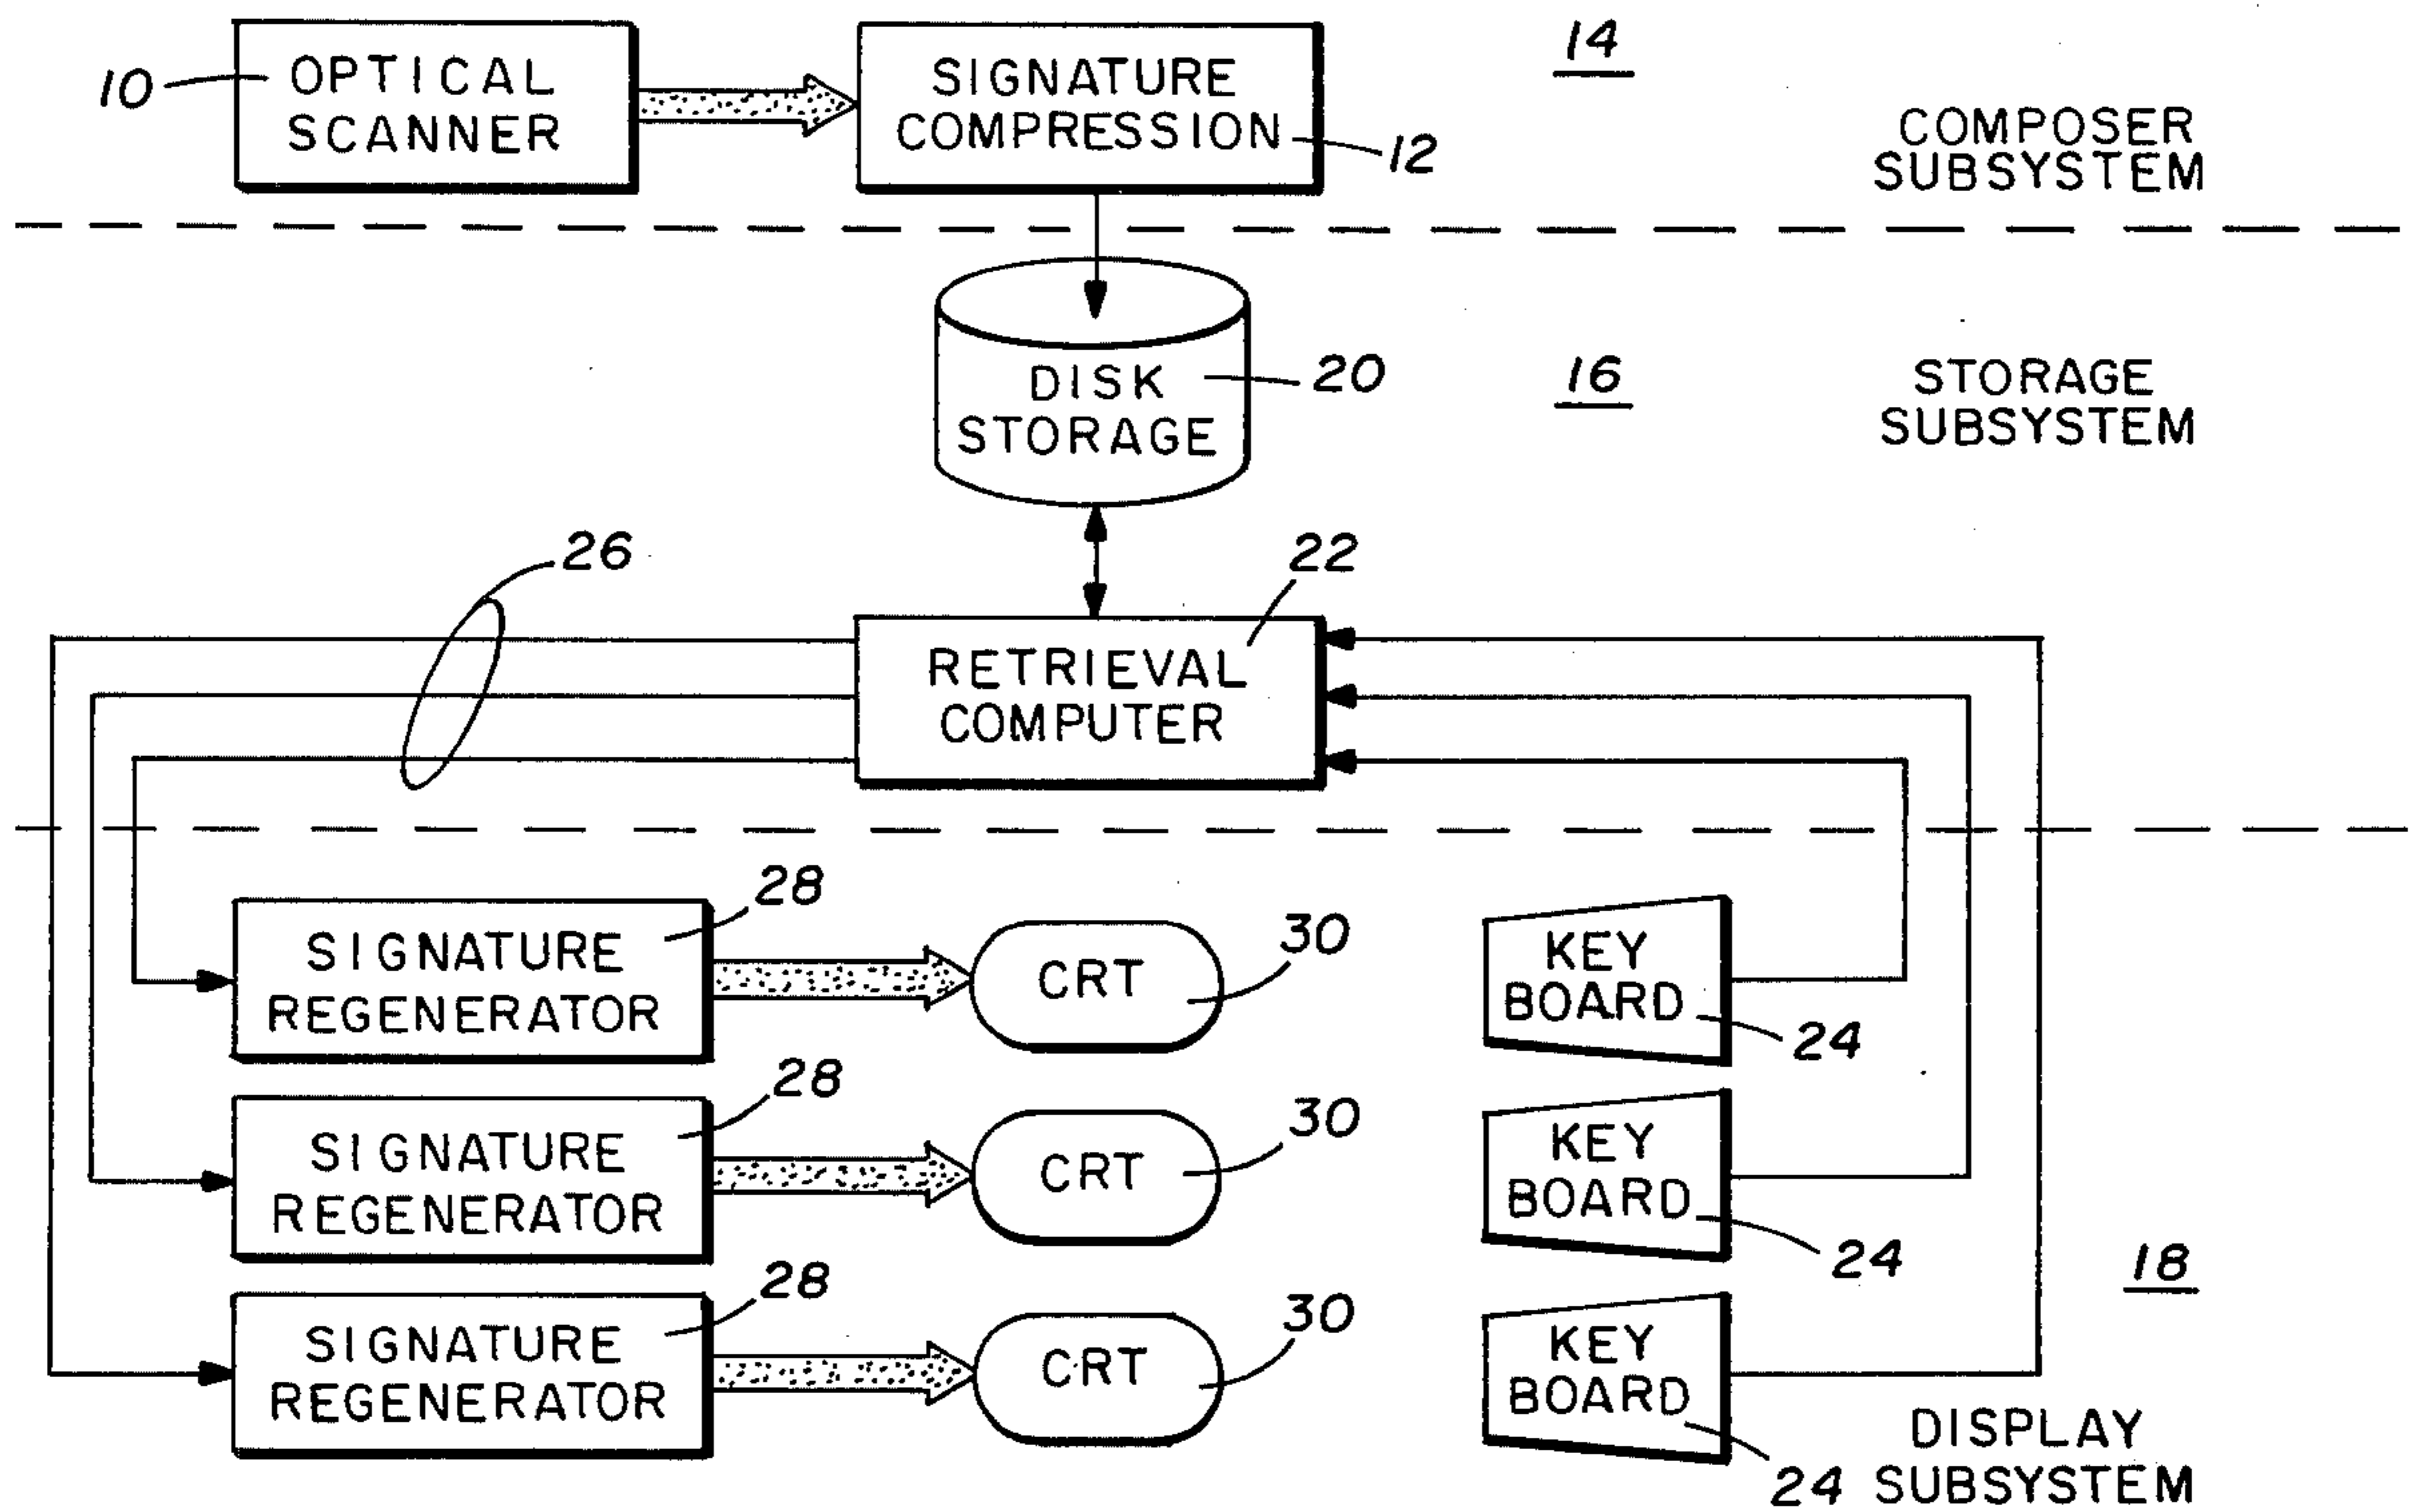 14
10
OPTICAL
SCANNER
SIGNATURE
COMPRESSION
12
COMPOSER
SUBSYSTEM
DISK
STORAGE
20
16
STORAGE
SUBSYSTEM
26
22
RETRIEVAL
COMPUTER
28
SIGNATURE
REGENERATOR
30
CRT
KEY
BOARD
24
28
SIGNATURE
REGENERATOR
30
CRT
KEY
BOARD
24
18
28
SIGNATURE
REGENERATOR
30
CRT
KEY
BOARD
24
DISPLAY
SUBSYSTEM